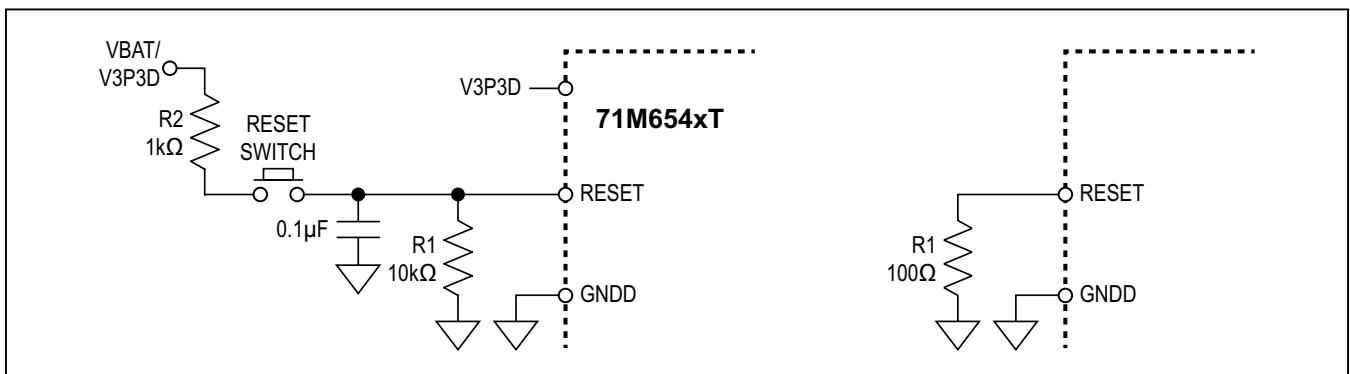 VBAT/
V3P3D
R2
1kΩ
RESET
SWITCH
0.1µF
R1
10kΩ
V3P3D
71M654xT
RESET
GNDD
R1
100Ω
RESET
GNDD